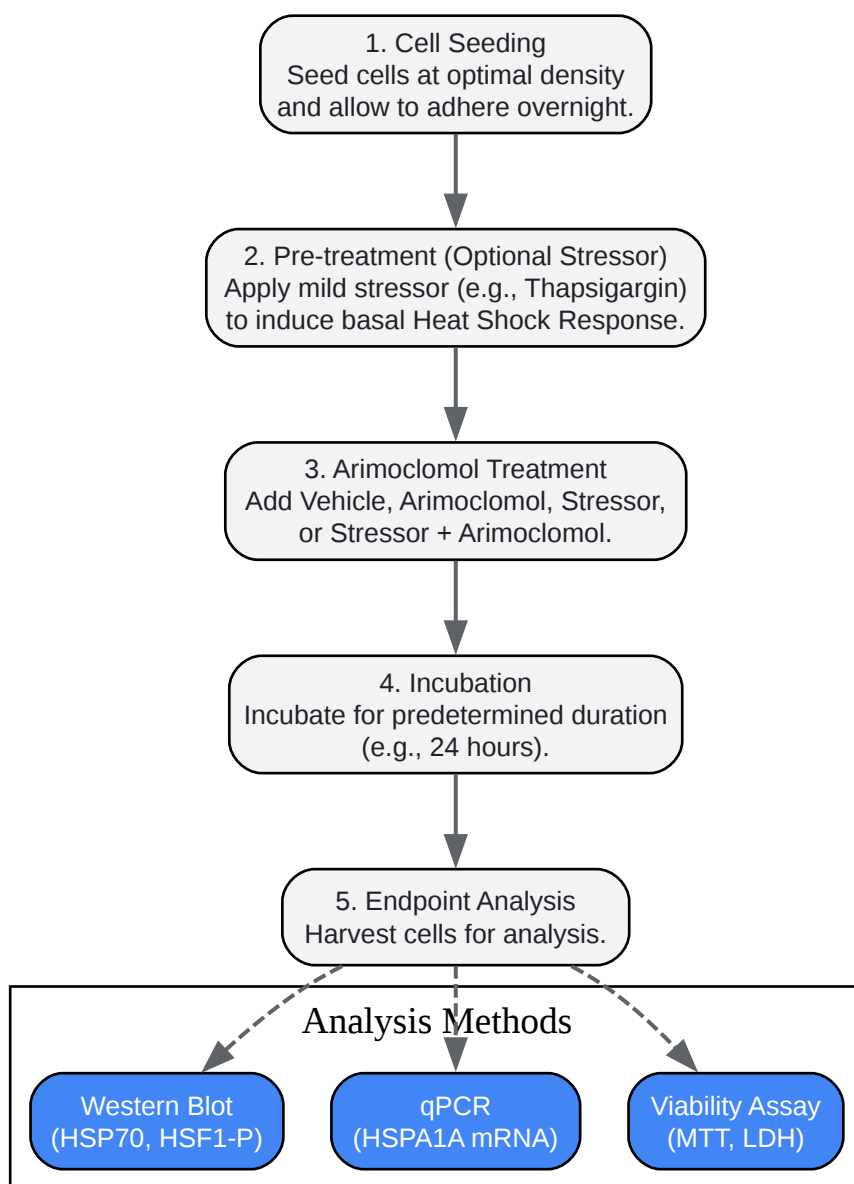 1. Cell Seeding
Seed cells at optimal density
and allow to adhere overnight.
2. Pre-treatment (Optional Stressor)
Apply mild stressor (e.g., Thapsigargin)
to induce basal Heat Shock Response.
3. Arimoclomol Treatment
Add Vehicle, Arimoclomol, Stressor,
or Stressor + Arimoclomol.
4. Incubation
Incubate for predetermined duration
(e.g., 24 hours).
5. Endpoint Analysis
Harvest cells for analysis.
Analysis Methods
Western Blot
(HSP70, HSF1-P)
qPCR
(HSPA1A mRNA)
Viability Assay
(MTT, LDH)